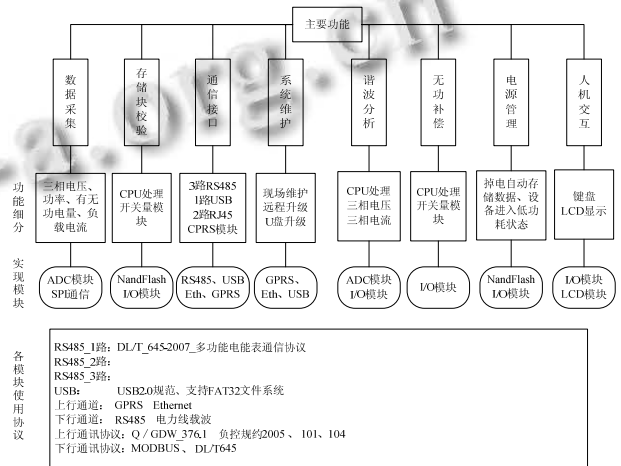 主要功能
数据采集
存储块校验
通信接口
系统维护
谐波分析
无功补偿
电源管理
人机交互
功能细分
三相电压、
功率、有无
功电量、负
载电流
CPU处理
开关量模
块
3路RS485
1路USB
2路RJ45
CPRS模块
现场维护
远程升级
U盘升级
CPU处理
三相电压
三相电流
CPU处理
开关量模
块
掉电自动存
储数据、设
备进入低功
耗状态
键盘
LCD显示
实现模块
ADC模块
SPI通信
NandFlash
I/O模块
RS485、USB
Eth、GPRS
GPRS、
Eth、USB
ADC模块
I/O模块
I/O模块
NandFlash
I/O模块
I/O模块
LCD模块
各模块使用协议
RS485_1路：DL/T_645-2007_多功能电能表通信协议
RS485_2路：
RS485_3路：
USB： USB2.0规范、支持FAT32文件系统
上行通道： GPRS Ethernet
下行通道： RS485 电力线载波
上行通讯协议：Q / GDW_376.1 负控规约2005 、 101、104
下行通讯协议：MODBUS 、 DL/T645
a.org.cn